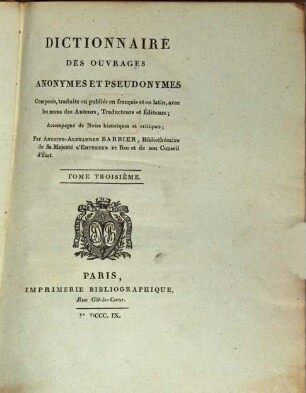 DICTIONNAIRE
DES OUVRAGES
ANONYMES ET PSEUDONYMES
Composés, traduits ou publiés en français et en latin, avec
les noms des Auteurs, Traducteurs et Éditeurs;
Accompagné de Notes historiques et critiques;
Par Antoine-Alexandre BARBIER, Bibliothécaire
de Sa Majesté l'Empereur et Roi et de son Conseil
d'État.
TOME TROISIÈME.
PARIS,
IMPRIMERIE BIBLIOGRAPHIQUE,
Rue Gît-le-Cœur.
M. DCCC. IX.